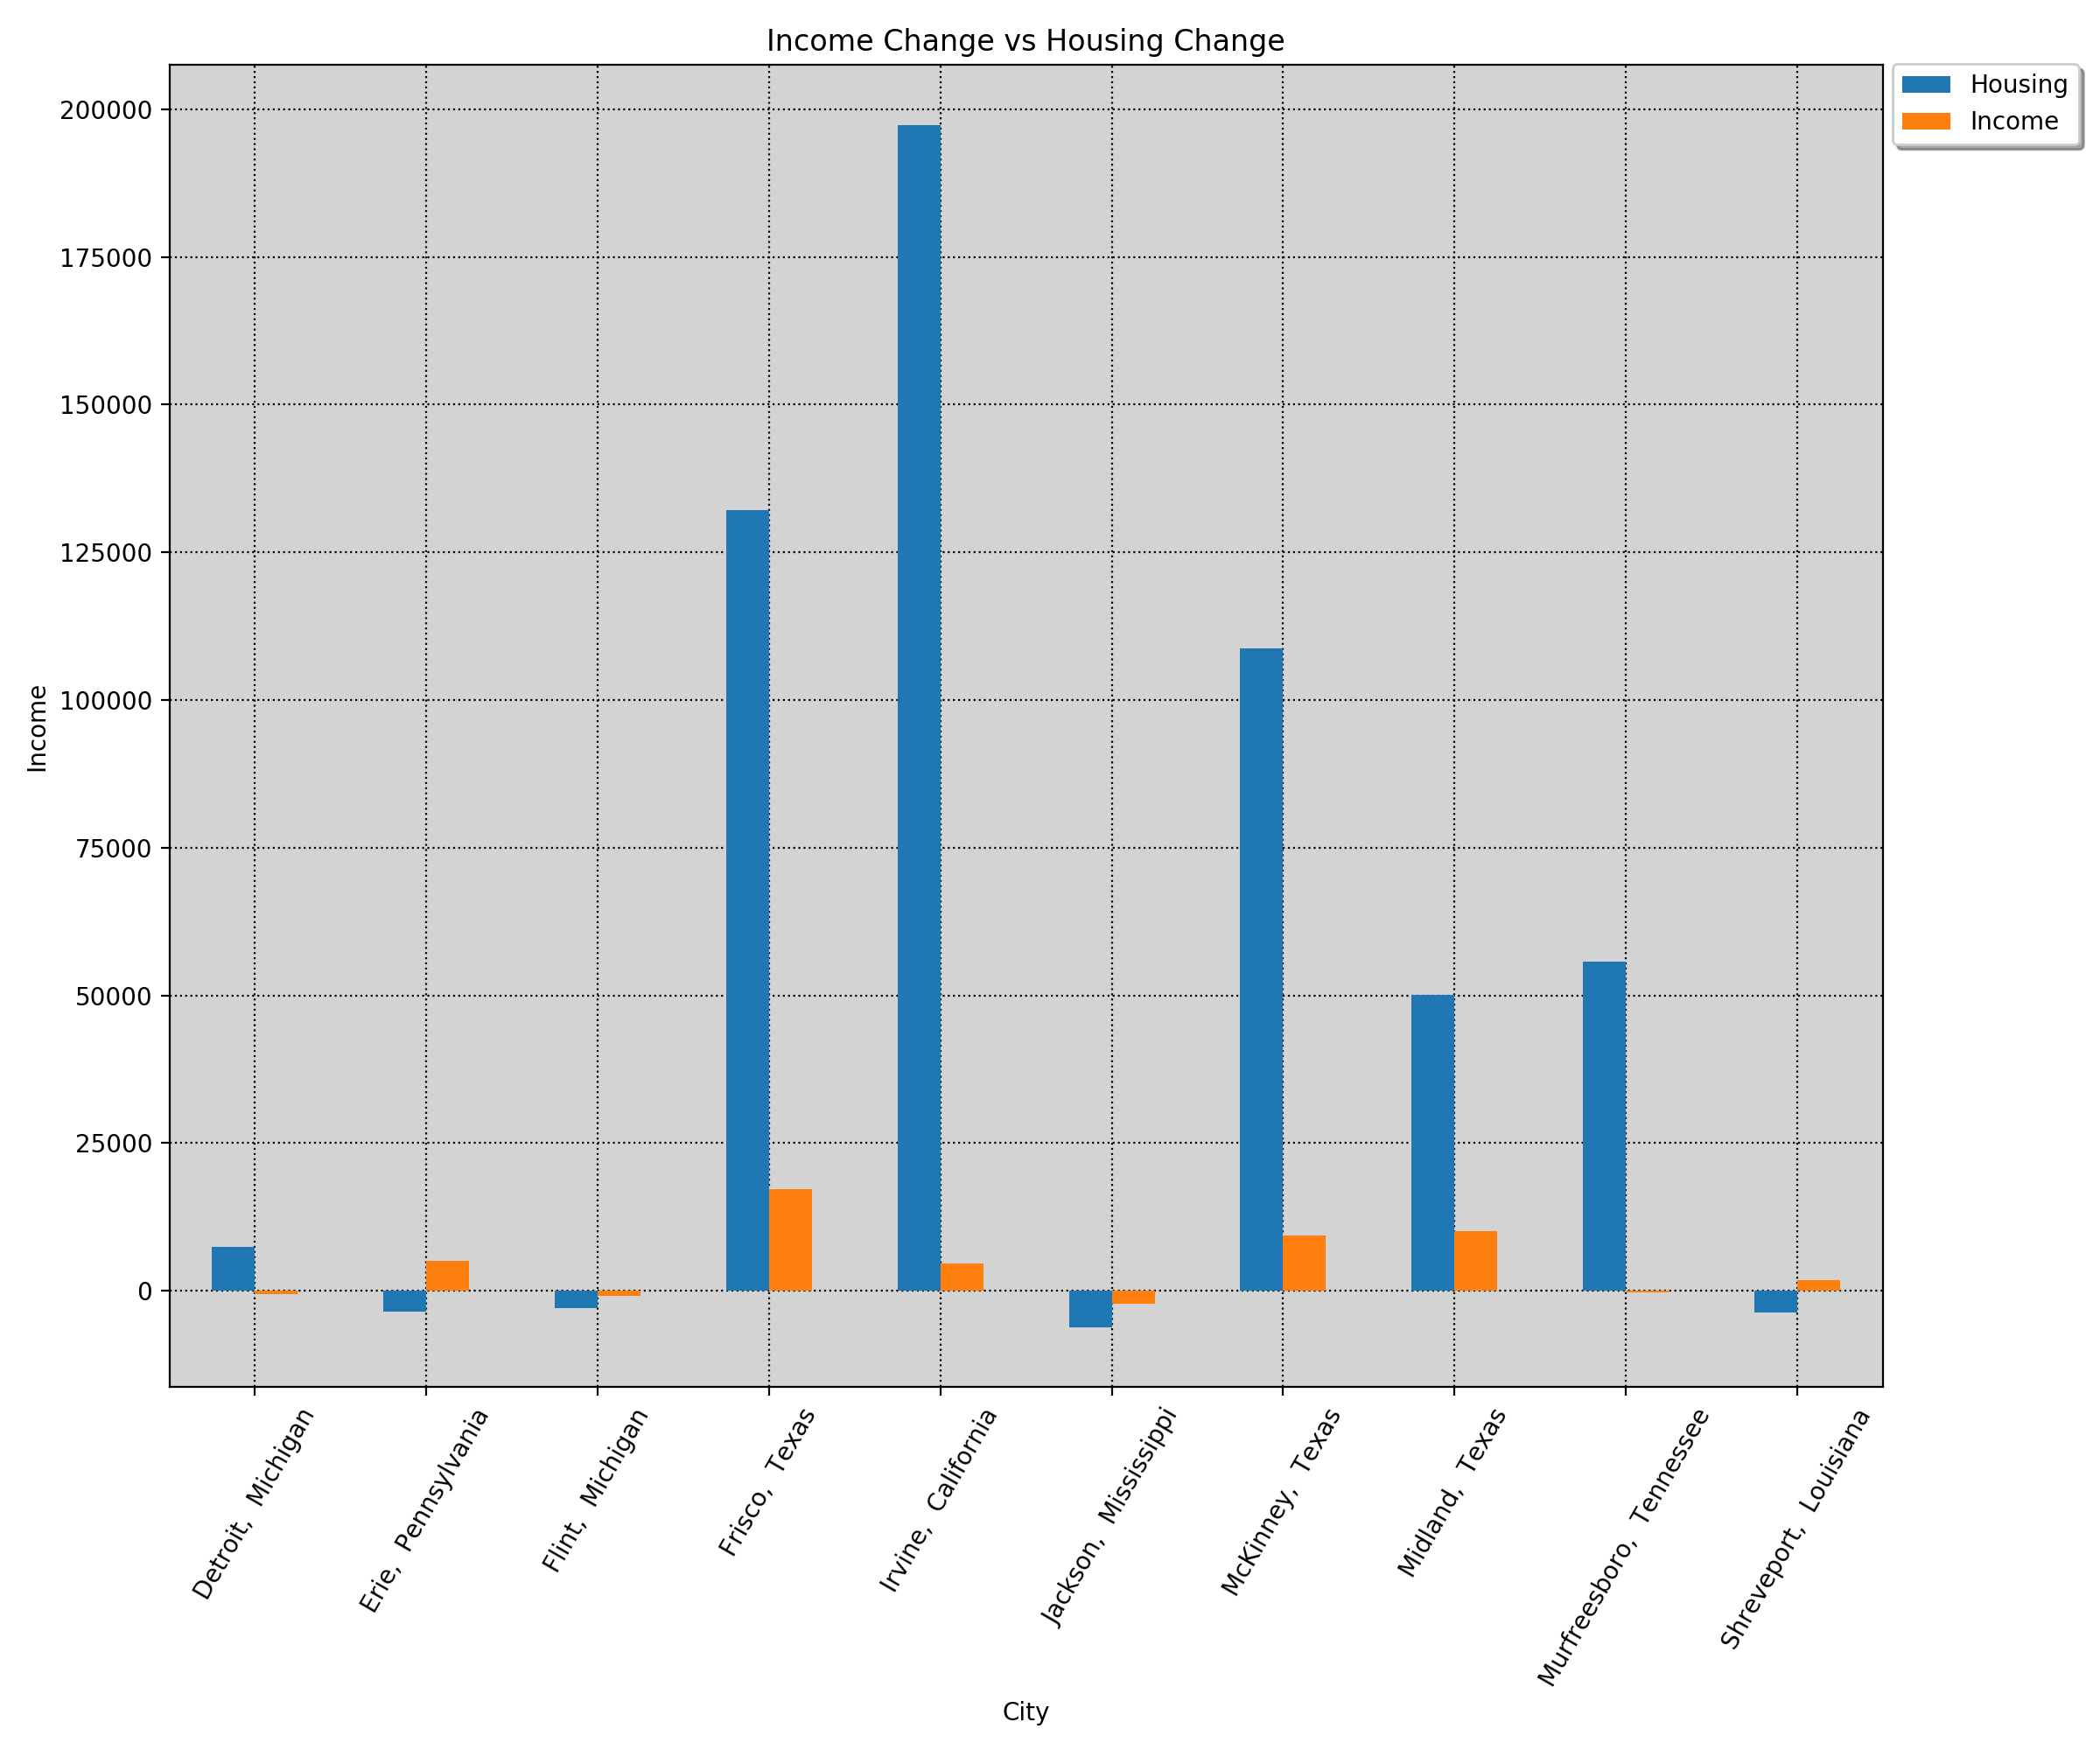 Income Change vs Housing Change
Housing
Income
200000
175000
150000
125000
100000
75000
50000
25000
0
Income
Detroit, Michigan
Erie, Pennsylvania
Flint, Michigan
Frisco, Texas
Irvine, California
Jackson, Mississippi
McKinney, Texas
Midland, Texas
Murfreesboro, Tennessee
Shreveport, Louisiana
City